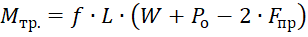 Mтр. = f · L · (W + Pо − 2 · Fпр)